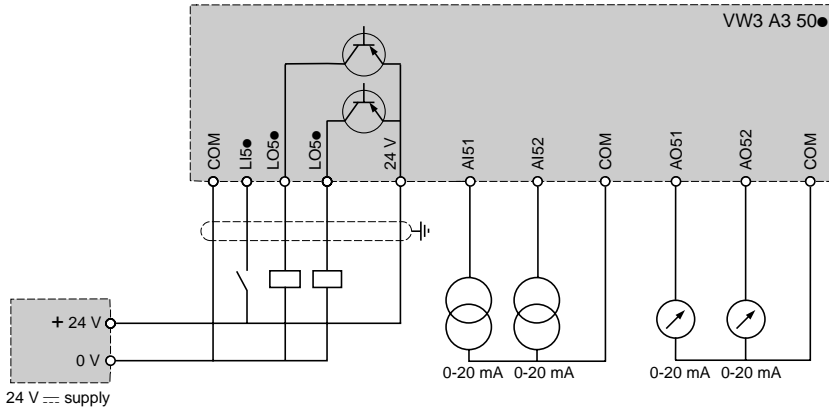 VW3 A3 50●
COM
LI5●
LO5●
LO5●
24 V
AI51
AI52
COM
AO51
AO52
COM
+ 24 V
0 V
0-20 mA
0-20 mA
0-20 mA
0-20 mA
24 V ⎓ supply